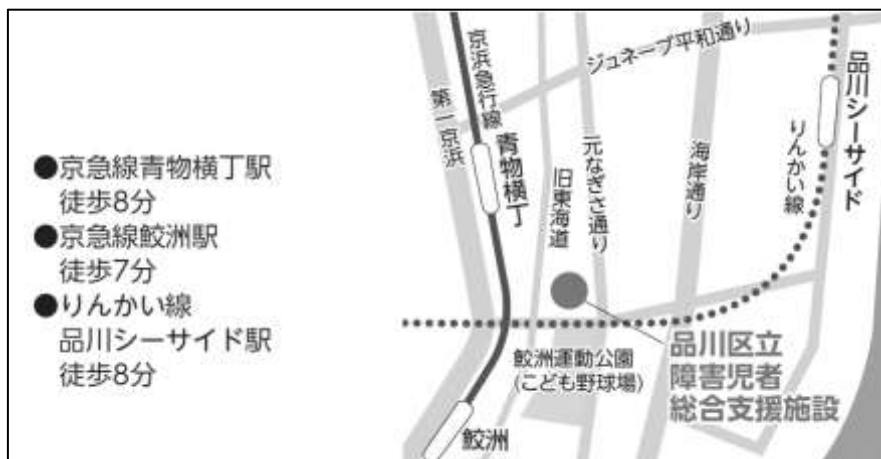 ●京急線青物横丁駅
徒歩8分
●京急線鮫洲駅
徒歩7分
●りんかい線
品川シーサイド駅
徒歩8分
ジュネーブ平和通り
京浜急行線
第一京浜
青物横丁
旧東海道
元なぎさ通り
海岸通り
りんかい線
品川シーサイド
鮫洲運動公園
(こども野球場)
品川区立
障害児者
総合支援施設
鮫洲